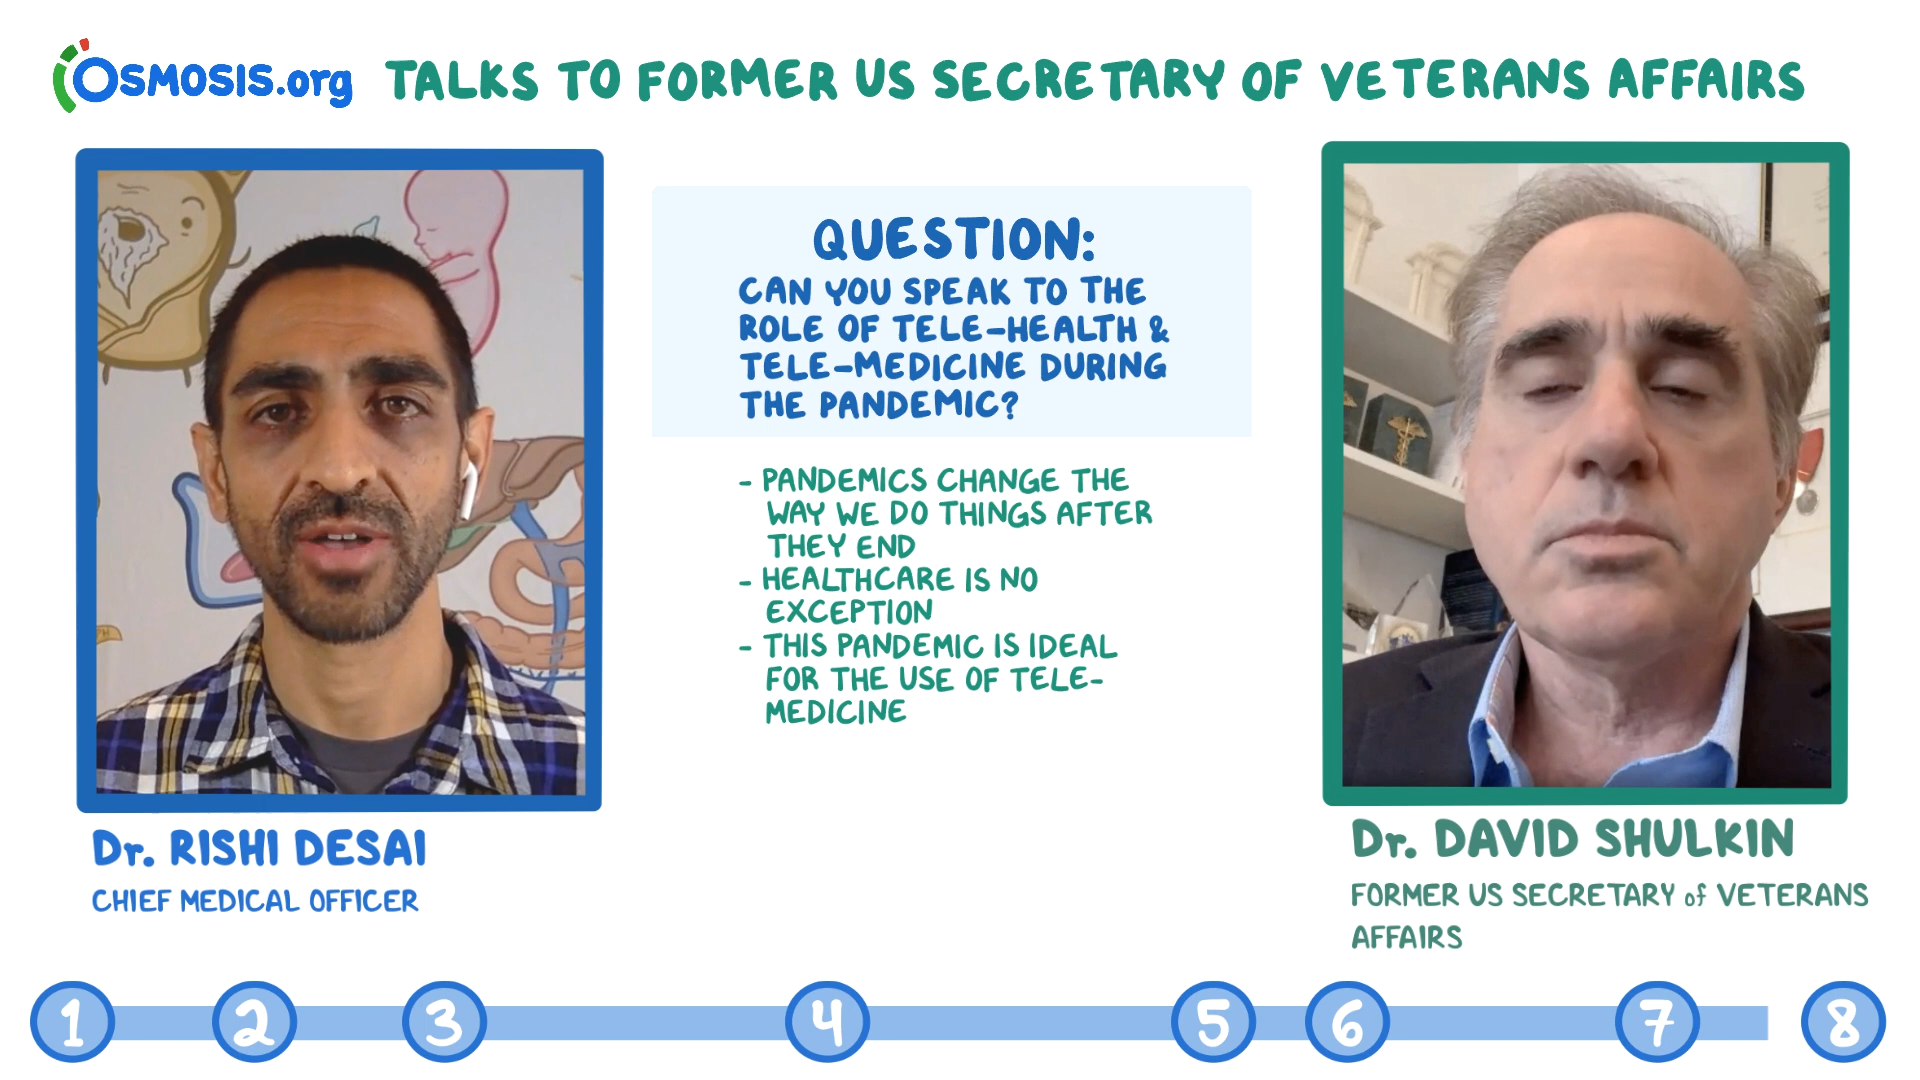 OSMOSIS.org TALKS TO FORMER US SECRETARY OF VETERANS AFFAIRS
QUESTION:
CAN YOU SPEAK TO THE
ROLE OF TELE-HEALTH &
TELE-MEDICINE DURING
THE PANDEMIC?
- PANDEMICS CHANGE THE
WAY WE DO THINGS AFTER
THEY END
- HEALTHCARE IS NO
EXCEPTION
- THIS PANDEMIC IS IDEAL
FOR THE USE OF TELE-
MEDICINE
Dr. RISHI DESAI
CHIEF MEDICAL OFFICER
Dr. DAVID SHULKIN
FORMER US SECRETARY of VETERANS
AFFAIRS
1 2 3 4 5 6 7 8